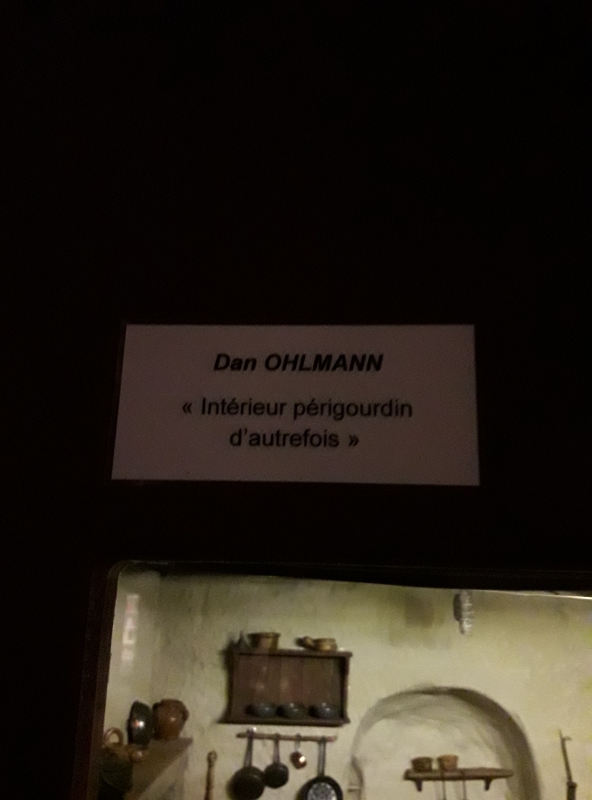 Dan OHLMANN
« Intérieur périgourdin
d'autrefois »